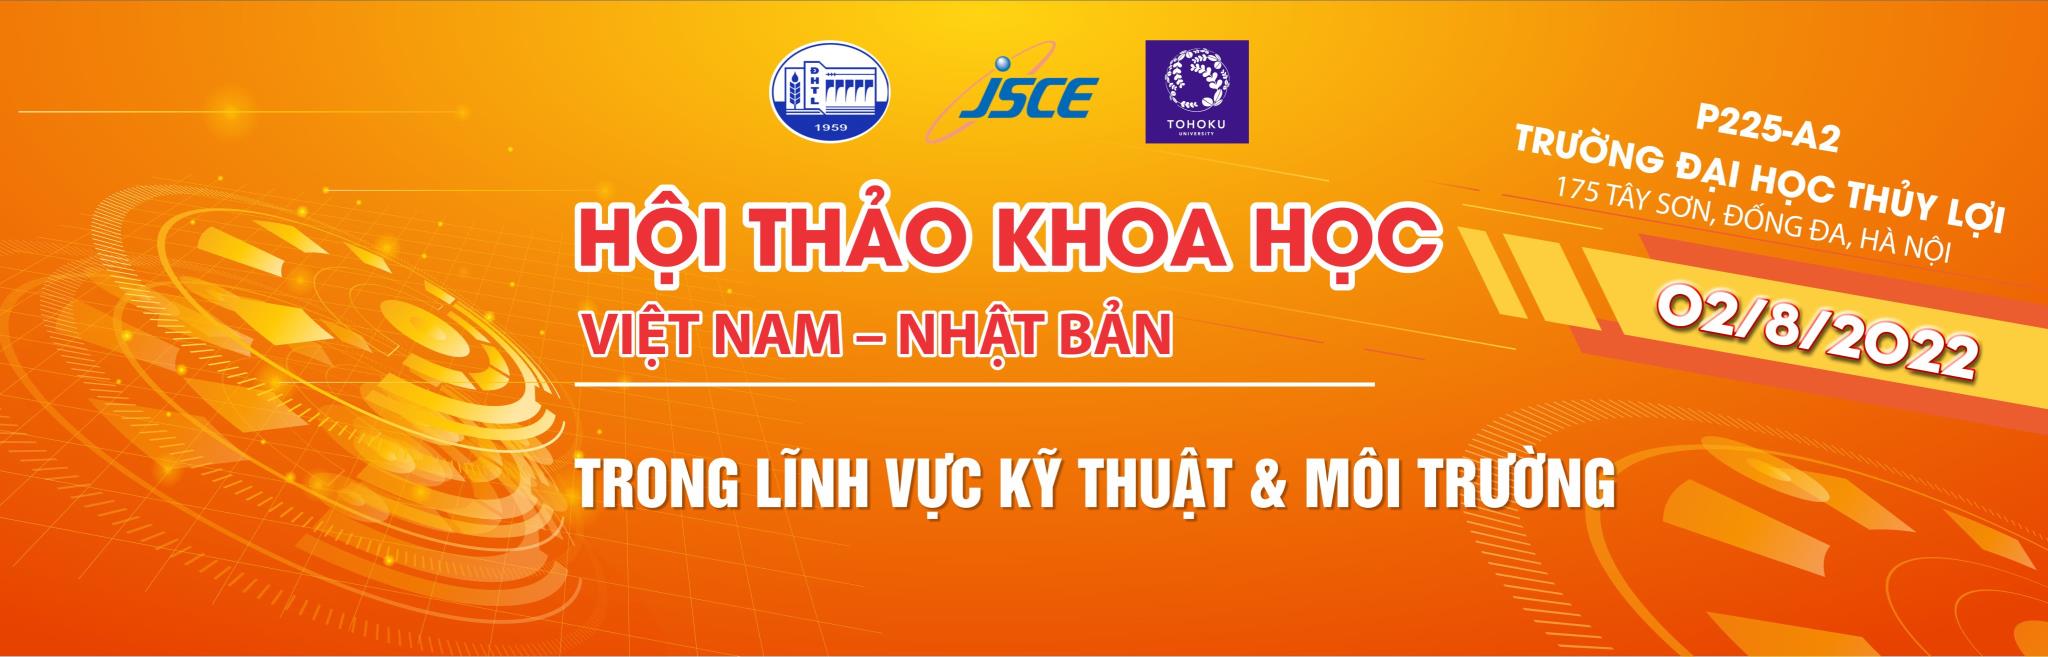 ĐHTL
1959
JSCE
TOHOKU
UNIVERSITY
P225-A2
TRƯỜNG ĐẠI HỌC THỦY LỢI
175 TÂY SƠN, ĐỐNG ĐA, HÀ NỘI
02/8/2022
HỘI THẢO KHOA HỌC
VIỆT NAM – NHẬT BẢN
TRONG LĨNH VỰC KỸ THUẬT & MÔI TRƯỜNG